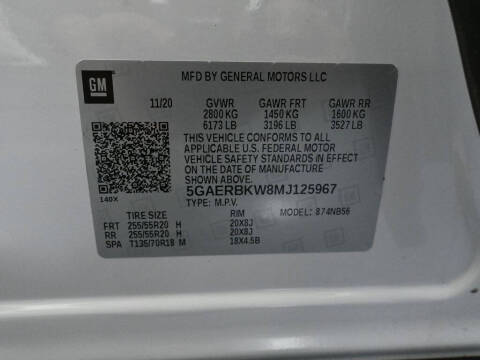 GM
MFD BY GENERAL MOTORS LLC
11/20 GVWR GAWR FRT GAWR RR
2800 KG 1450 KG 1600 KG
6173 LB 3196 LB 3527 LB
THIS VEHICLE CONFORMS TO ALL
APPLICABLE U.S. FEDERAL MOTOR
VEHICLE SAFETY STANDARDS IN EFFECT
ON THE DATE OF MANUFACTURE
SHOWN ABOVE.
5GAERBKW8MJ125967
140X TYPE: M.P.V. MODEL: 874NB56
TIRE SIZE RIM
FRT 255/55R20 H 20X8J
RR 255/55R20 H 20X8J
SPA T135/70R18 M 18X4.5B